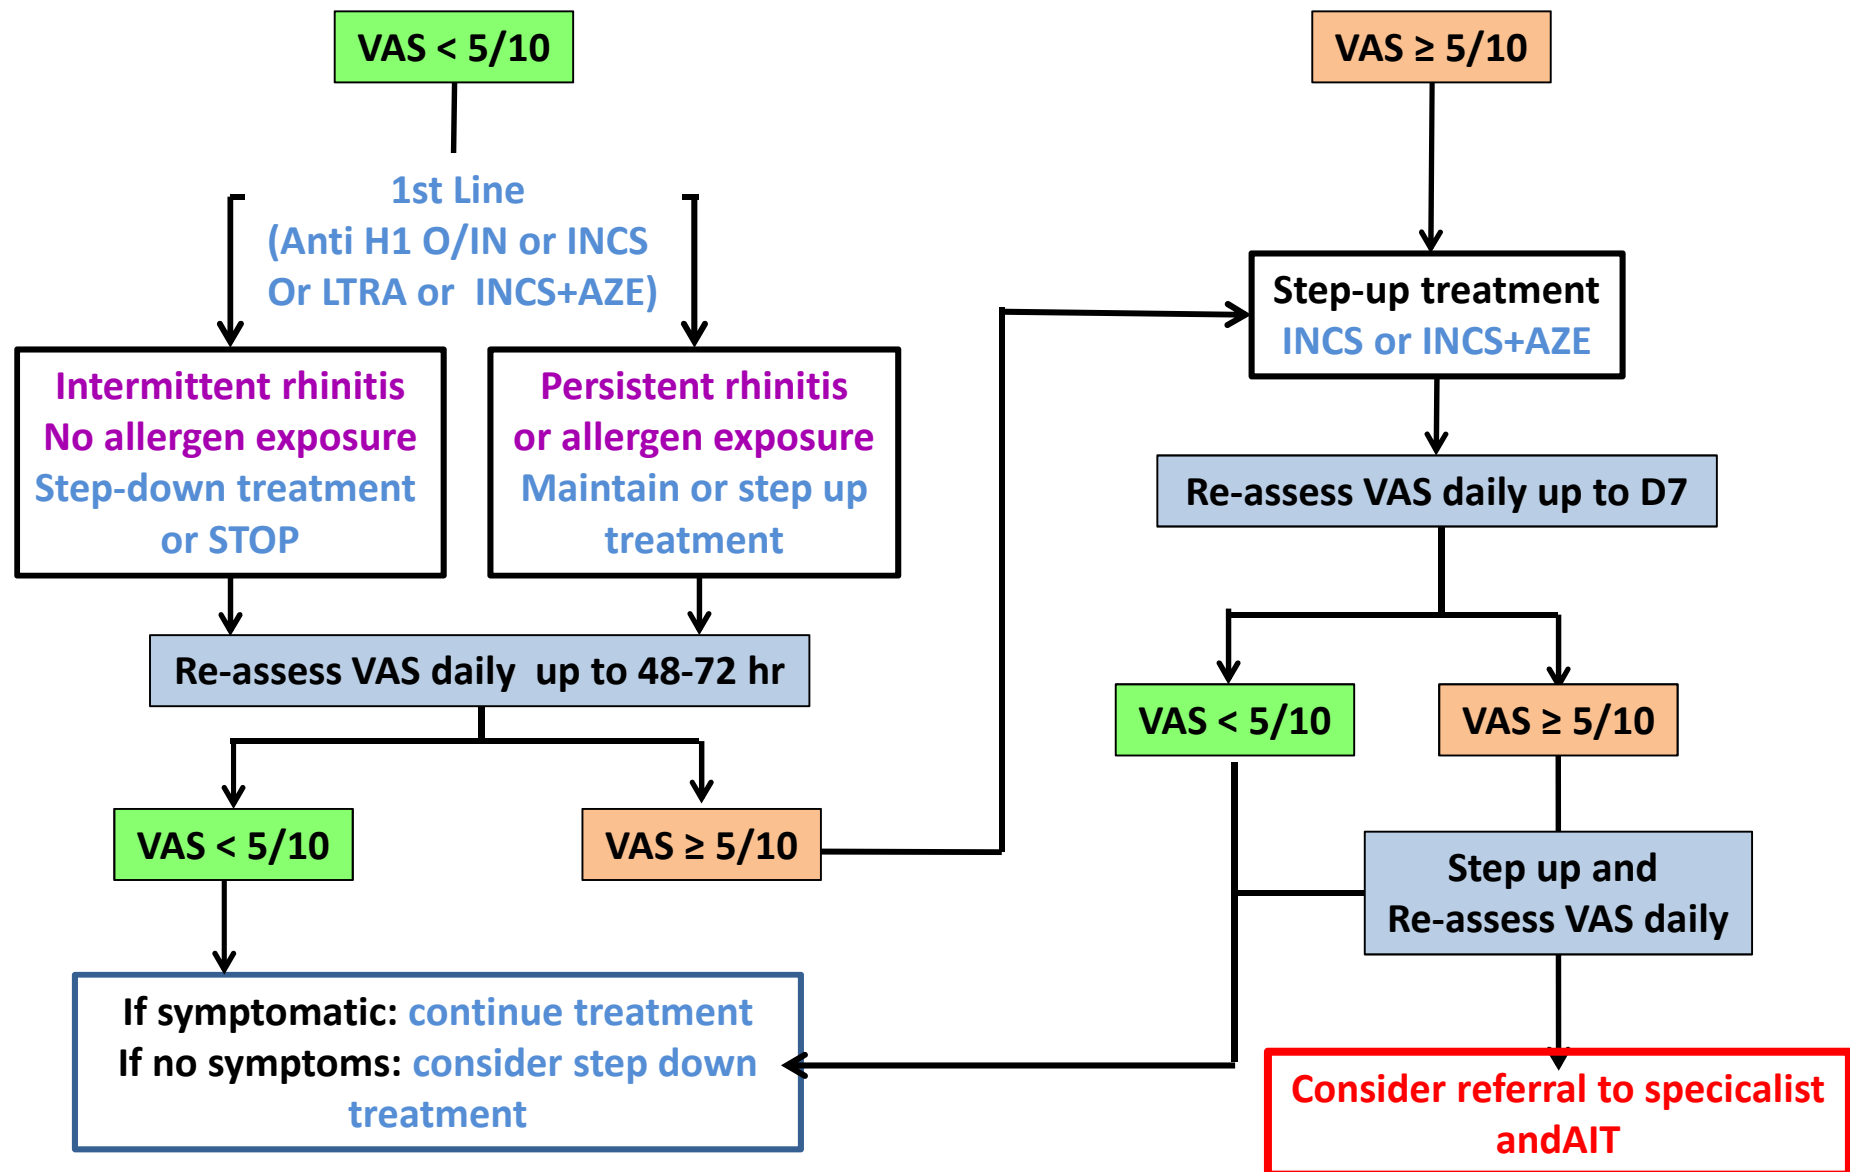 VAS < 5/10
1st Line
(Anti H1 O/IN or INCS
Or LTRA or INCS+AZE)
Intermittent rhinitis
No allergen exposure
Step-down treatment
or STOP
Persistent rhinitis
or allergen exposure
Maintain or step up
treatment
Re-assess VAS daily up to 48-72 hr
VAS < 5/10
VAS ≥ 5/10
If symptomatic: continue treatment
If no symptoms: consider step down
treatment
VAS ≥ 5/10
Step-up treatment
INCS or INCS+AZE
Re-assess VAS daily up to D7
VAS < 5/10
VAS ≥ 5/10
Step up and
Re-assess VAS daily
Consider referral to specicalist
andAIT